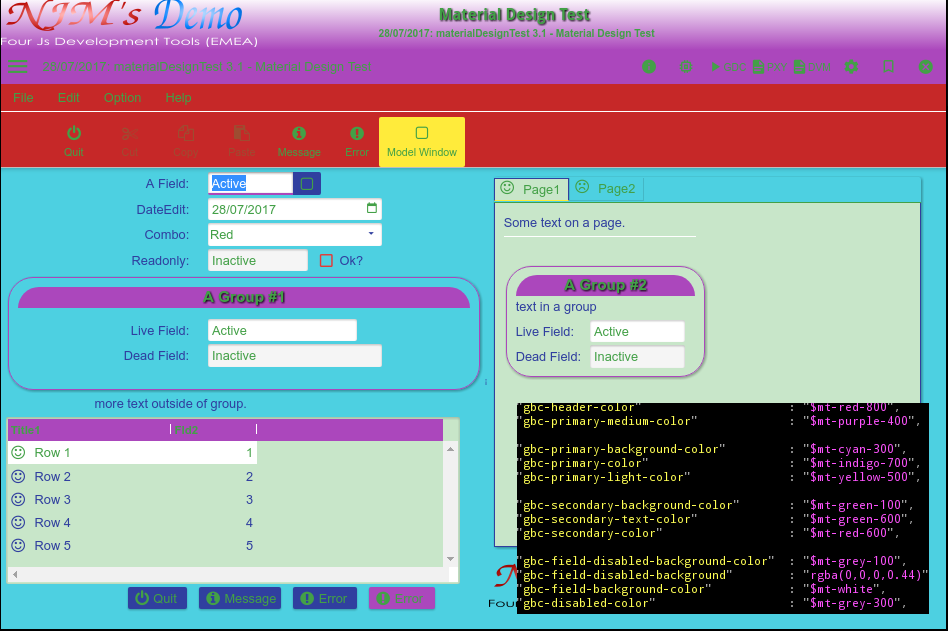 NJM's Demo
Four Js Development Tools (EMEA)
Material Design Test
28/07/2017: materialDesignTest 3.1 - Material Design Test
28/07/2017: materialDesignTest 3.1 - Material Design Test
File Edit Option Help
Quit Cut Copy Paste Message Error Model Window
A Field: Active
DateEdit: 28/07/2017
Combo: Red
Readonly: Inactive Ok?
A Group #1
Live Field: Active
Dead Field: Inactive
more text outside of group.
Row 1 1
Row 2 2
Row 3 3
Row 4 4
Row 5 5
Quit Message Error Error
Page1 Page2
Some text on a page.
A Group #2
text in a group
Live Field: Active
Dead Field: Inactive
"gbc-header-color" : "$mt-red-800",
"gbc-primary-medium-color" : "$mt-purple-400",
"gbc-primary-background-color" : "$mt-cyan-300",
"gbc-primary-color" : "$mt-indigo-700",
"gbc-primary-light-color" : "$mt-yellow-500",
"gbc-secondary-background-color" : "$mt-green-100",
"gbc-secondary-text-color" : "$mt-green-600",
"gbc-secondary-color" : "$mt-red-600",
"gbc-field-disabled-background-color" : "$mt-grey-100",
"gbc-field-disabled-background" : "rgba(0,0,0,0.44)"
"gbc-field-background-color" : "$mt-white",
"gbc-disabled-color" : "$mt-grey-300",